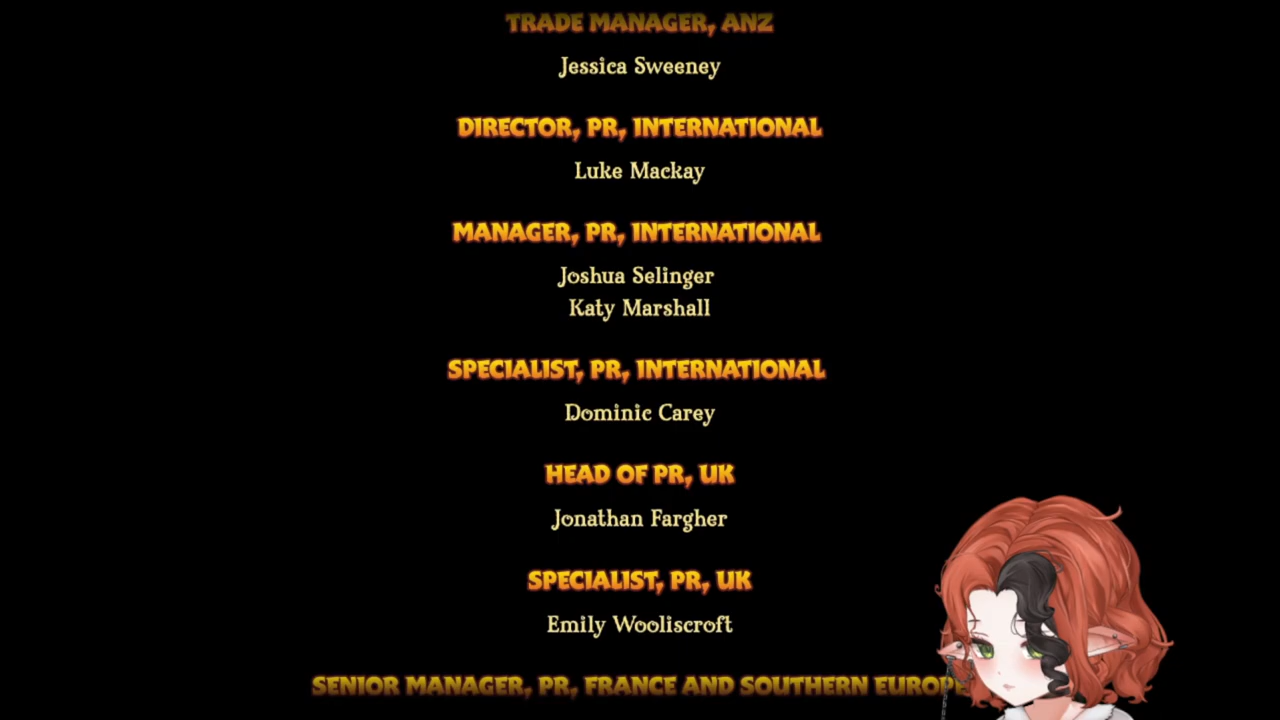 TRADE MANAGER, ANZ
Jessica Sweeney
DIRECTOR, PR, INTERNATIONAL
Luke Mackay
MANAGER, PR, INTERNATIONAL
Joshua Selinger
Katy Marshall
SPECIALIST, PR, INTERNATIONAL
Dominic Carey
HEAD OF PR, UK
Jonathan Fargher
SPECIALIST, PR, UK
Emily Wooliscroft
SENIOR MANAGER, PR, FRANCE AND SOUTHERN EUROPE